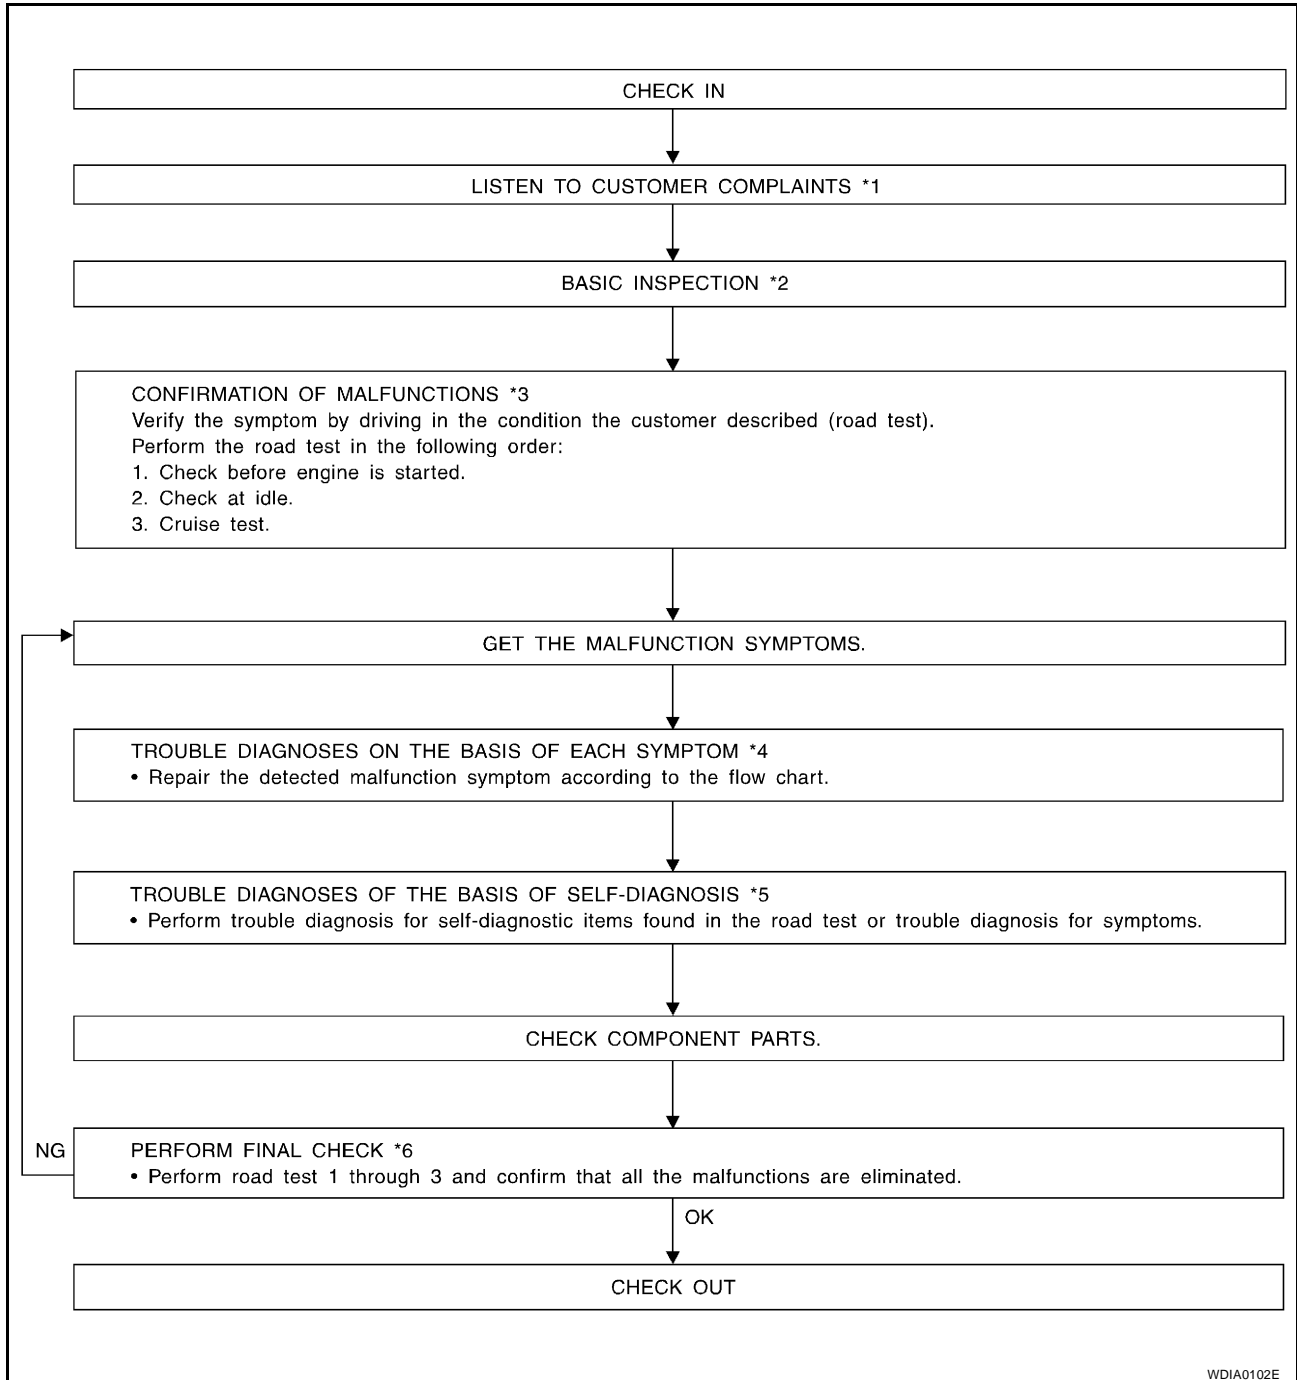 CHECK IN
LISTEN TO CUSTOMER COMPLAINTS *1
BASIC INSPECTION *2
CONFIRMATION OF MALFUNCTIONS *3
Verify the symptom by driving in the condition the customer described (road test).
Perform the road test in the following order:
1. Check before engine is started.
2. Check at idle.
3. Cruise test.
GET THE MALFUNCTION SYMPTOMS.
TROUBLE DIAGNOSES ON THE BASIS OF EACH SYMPTOM *4
• Repair the detected malfunction symptom according to the flow chart.
TROUBLE DIAGNOSES OF THE BASIS OF SELF-DIAGNOSIS *5
• Perform trouble diagnosis for self-diagnostic items found in the road test or trouble diagnosis for symptoms.
CHECK COMPONENT PARTS.
NG
PERFORM FINAL CHECK *6
• Perform road test 1 through 3 and confirm that all the malfunctions are eliminated.
OK
CHECK OUT
WDIA0102E